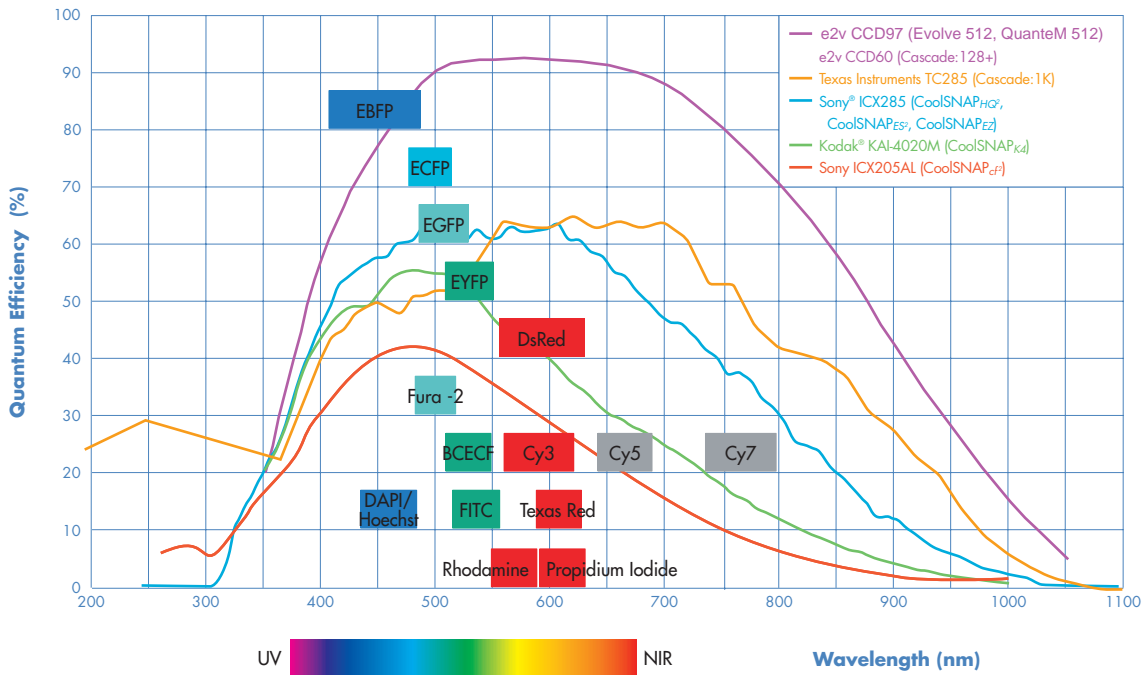 100
90
80
70
60
50
40
30
20
10
0
Quantum Efficiency (%)
e2v CCD97 (Evolve 512, QuanteM 512)
e2v CCD60 (Cascade:128+)
Texas Instruments TC285 (Cascade:1K)
Sony® ICX285 (CoolSNAPHQ²,
CoolSNAPES², CoolSNAPEZ)
Kodak® KAI-4020M (CoolSNAPK4)
Sony ICX205AL (CoolSNAPcf²)
EBFP
ECFP
EGFP
EYFP
DsRed
Fura -2
BCECF
Cy3
Cy5
Cy7
DAPI/
Hoechst
FITC
Texas Red
Rhodamine
Propidium Iodide
200 300 400 500 600 700 800 900 1000 1100
UV
NIR
Wavelength (nm)